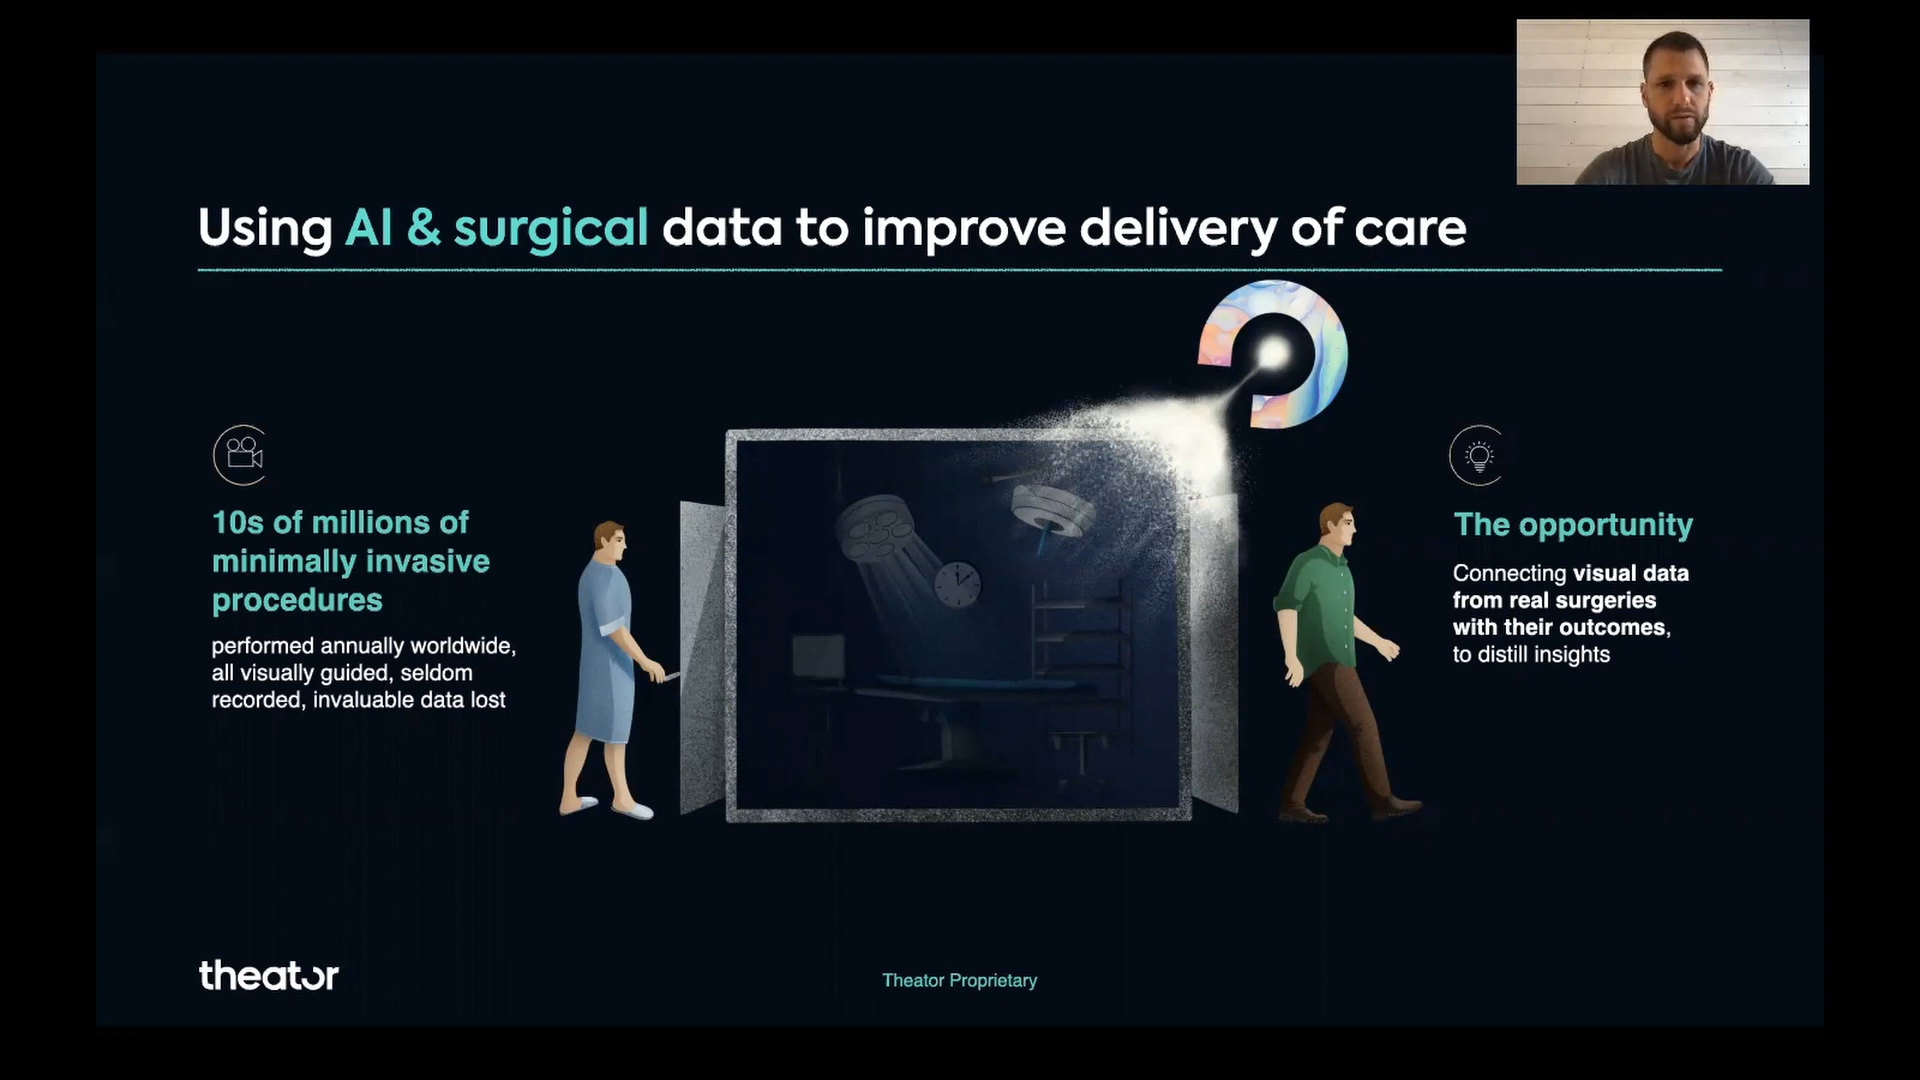 Using AI & surgical data to improve delivery of care
10s of millions of
minimally invasive
procedures
performed annually worldwide,
all visually guided, seldom
recorded, invaluable data lost
The opportunity
Connecting visual data
from real surgeries
with their outcomes,
to distill insights
theator
Theator Proprietary